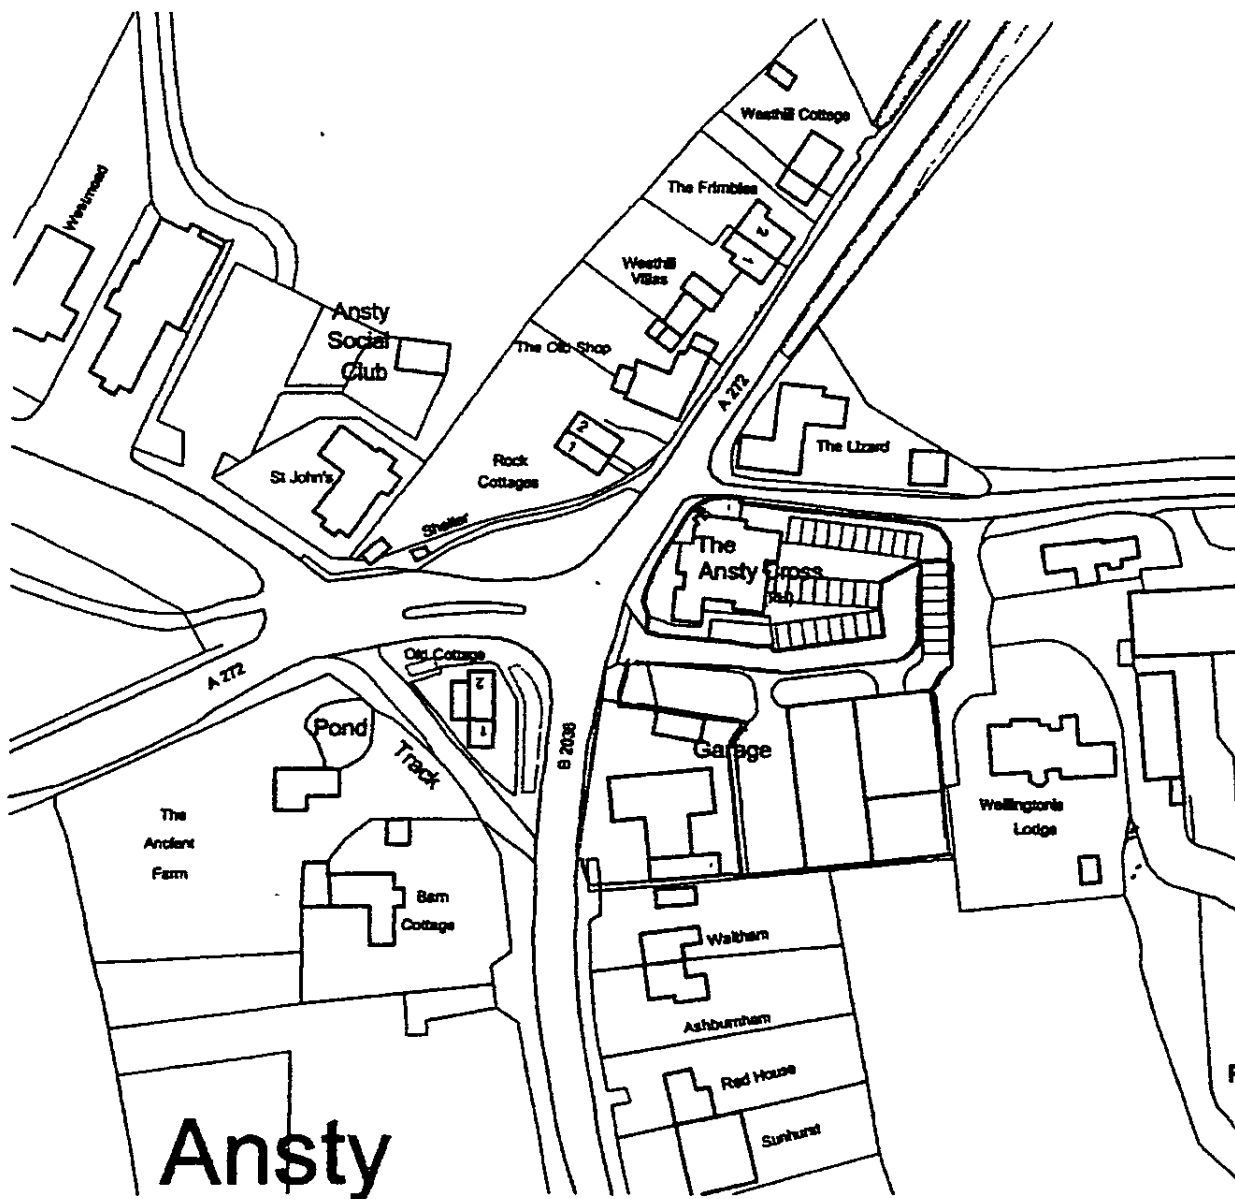 Westhill Cottage
Westmead
The Frimbles
2
1
Westhill
Villas
Ansty
Social
Club
The Old Shop
A 272
2
1
The Lizard
St John's
Rock
Cottages
Shelter
The
Ansty Cross
Old Cottage
A 272
2
1
Pond
B 2036
Track
Garage
The
Ancient
Farm
Wellingtonia
Lodge
Barn
Cottage
Waltham
Ashburnham
Red House
Sunhurst
Ansty